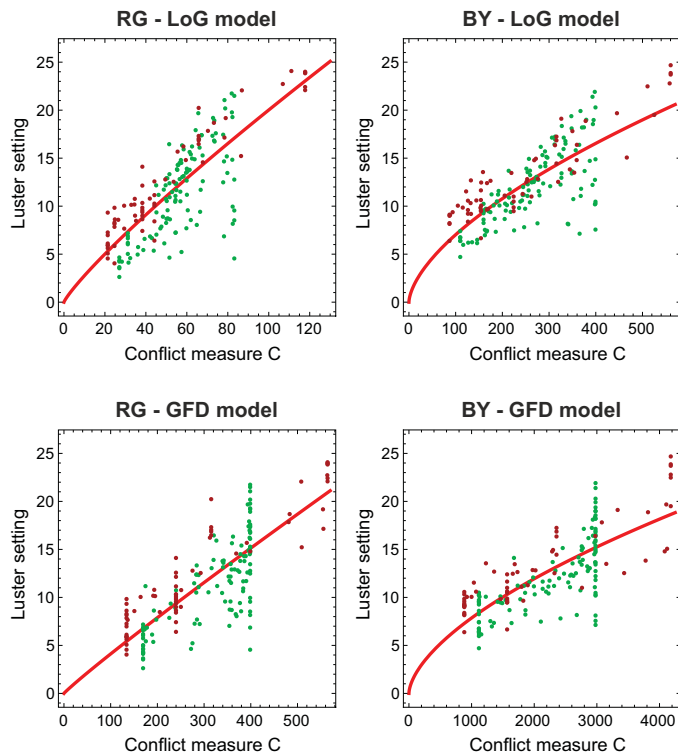 RG - LoG model
BY - LoG model
25
20
15
10
5
0
Luster setting
0 20 40 60 80 100 120
Conflict measure C
25
20
15
10
5
0
Luster setting
0 100 200 300 400 500
Conflict measure C
RG - GFD model
BY - GFD model
25
20
15
10
5
0
Luster setting
0 100 200 300 400 500
Conflict measure C
25
20
15
10
5
0
Luster setting
0 1000 2000 3000 4000
Conflict measure C